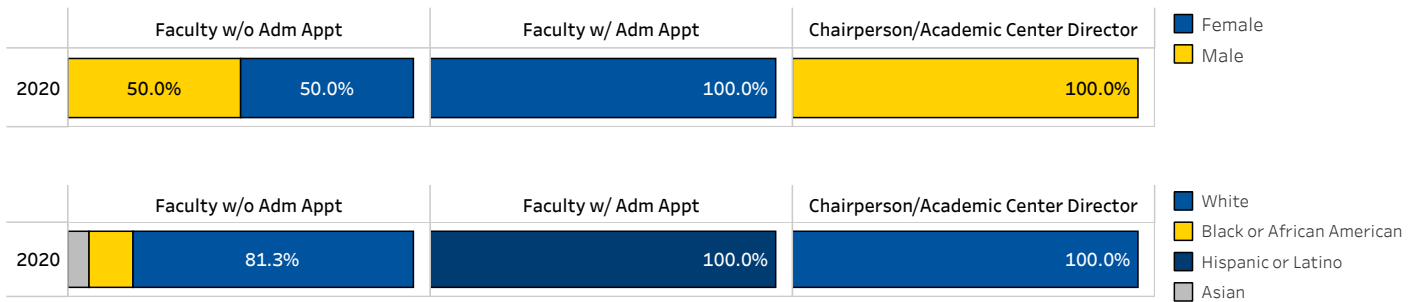 Faculty w/o Adm Appt Faculty w/ Adm Appt Chairperson/Academic Center Director
2020 50.0% 50.0% 100.0% 100.0%
Female
Male
Faculty w/o Adm Appt Faculty w/ Adm Appt Chairperson/Academic Center Director
2020 81.3% 100.0% 100.0%
White
Black or African American
Hispanic or Latino
Asian